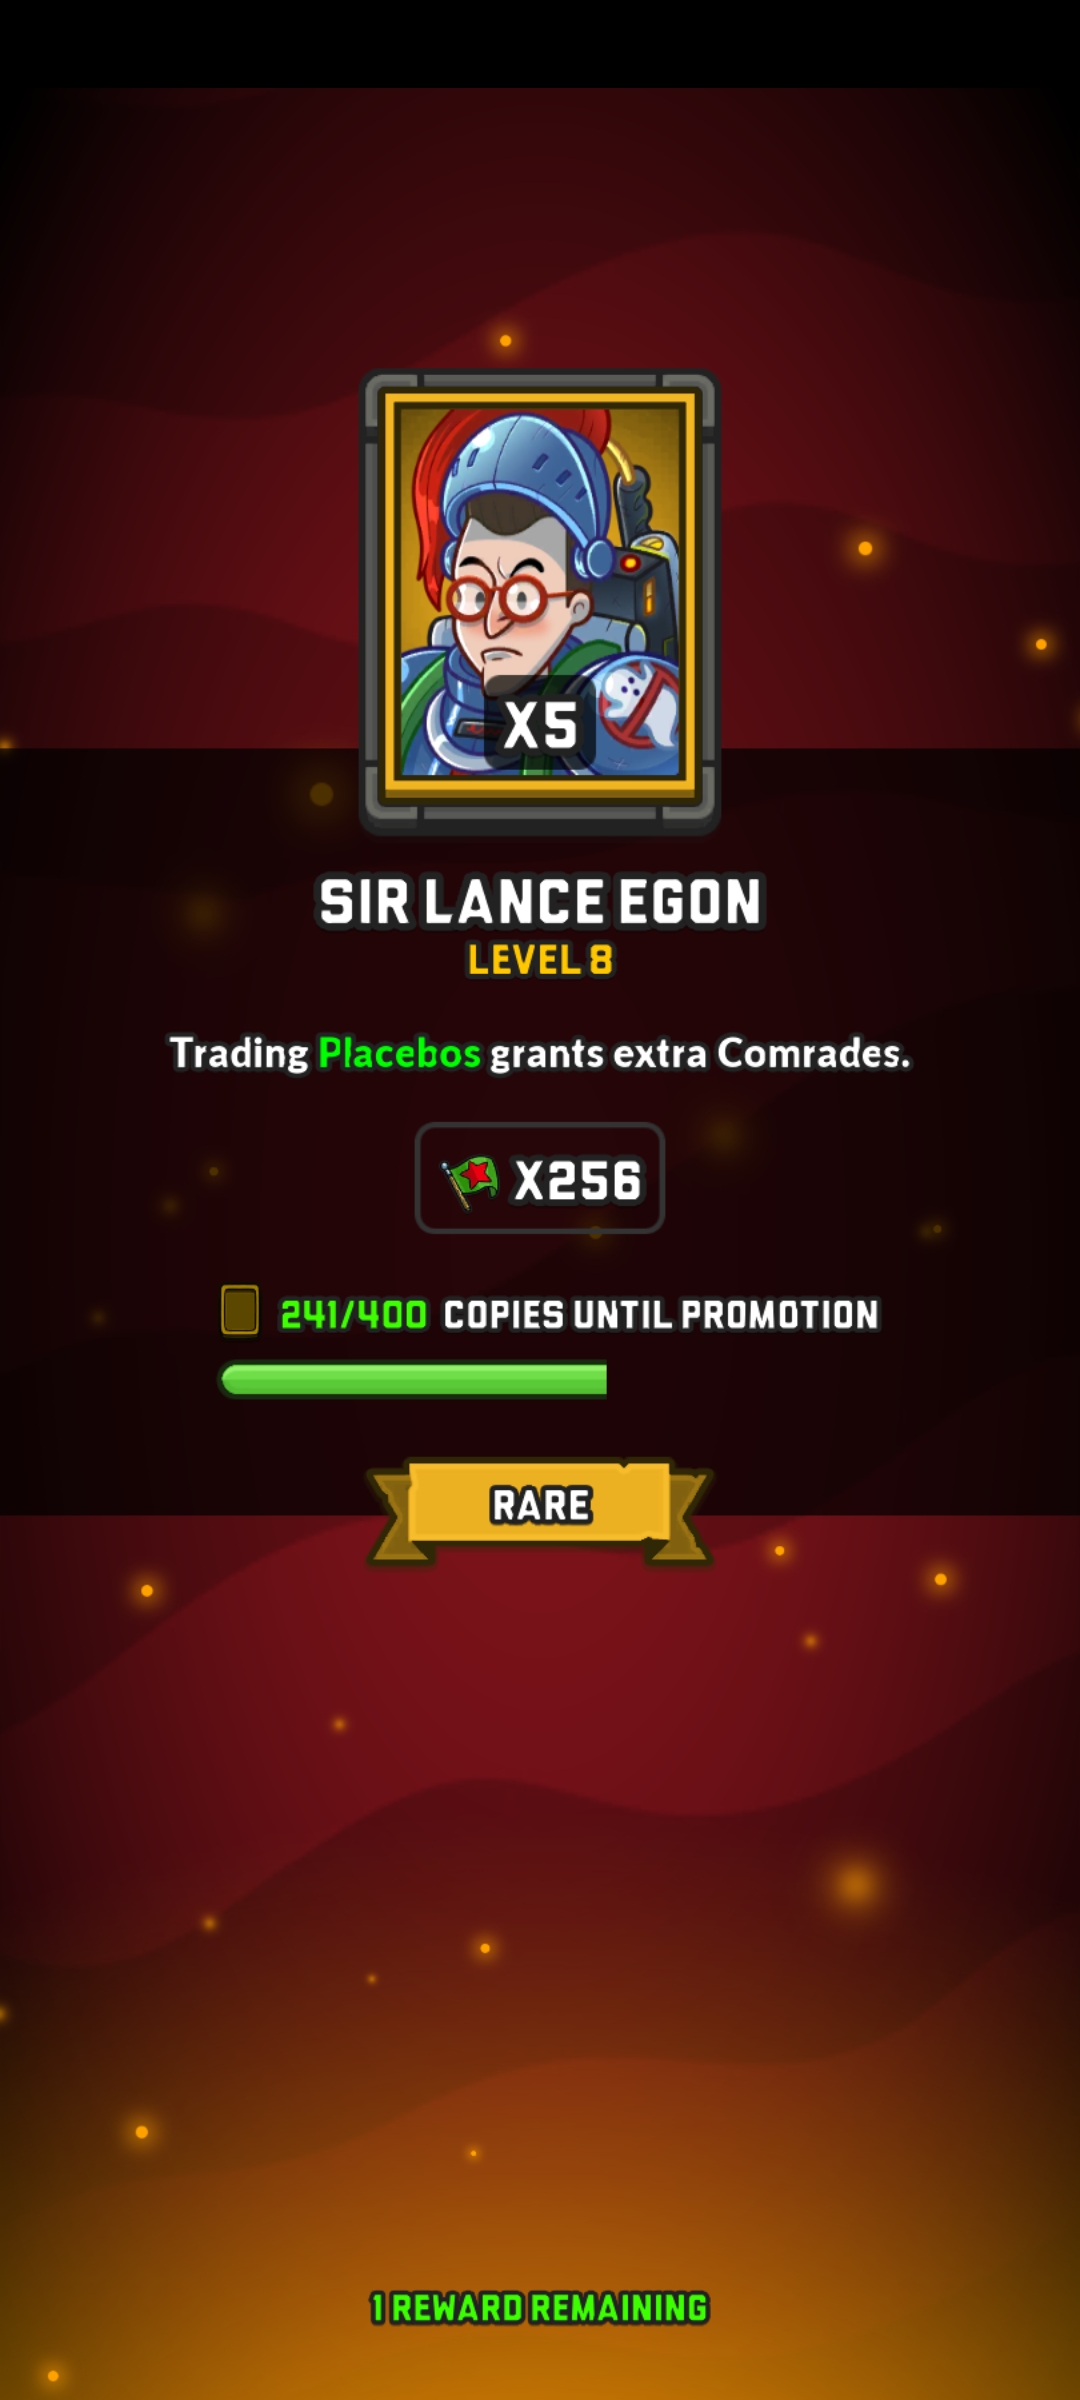 X5
SIR LANCE EGON
LEVEL 8
Trading Placebos grants extra Comrades.
X256
241/400 COPIES UNTIL PROMOTION
RARE
1 REWARD REMAINING